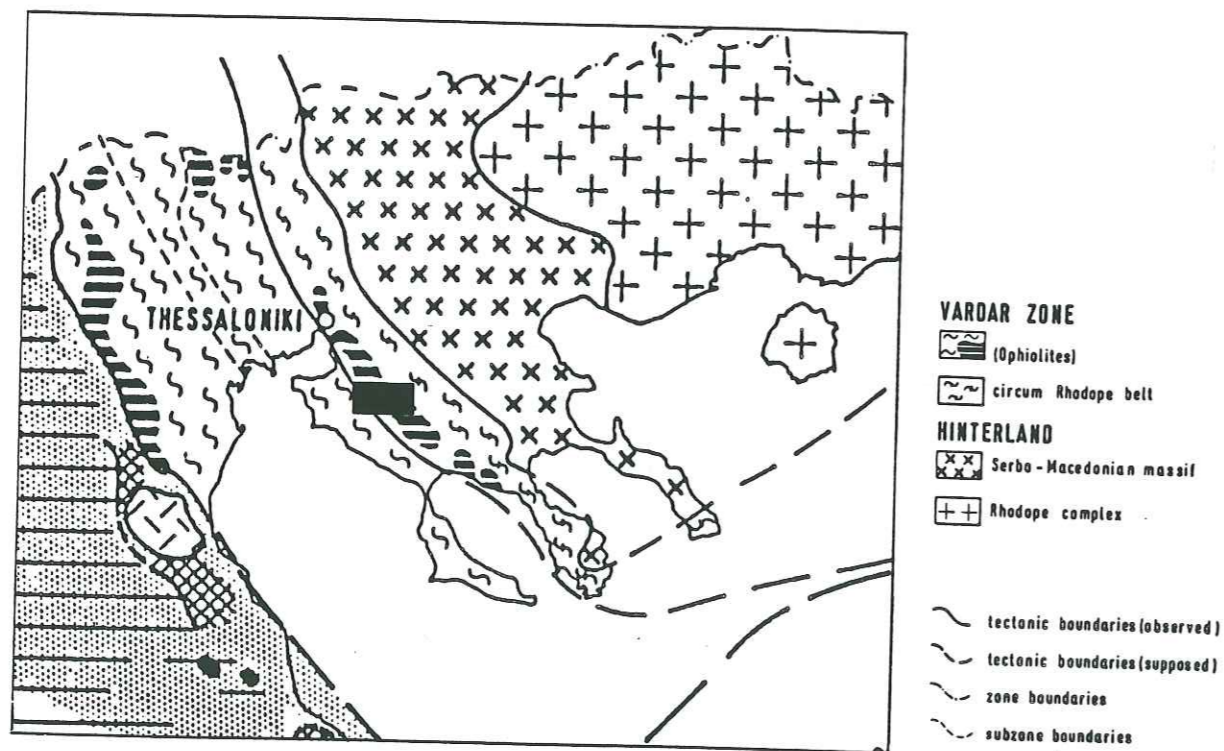 THESSALONIKI
VARDAR ZONE
(Ophiolites)
circum Rhodope belt
HINTERLAND
Serbo-Macedonian massif
Rhodope complex
tectonic boundaries (observed)
tectonic boundaries (supposed)
zone boundaries
subzone boundaries